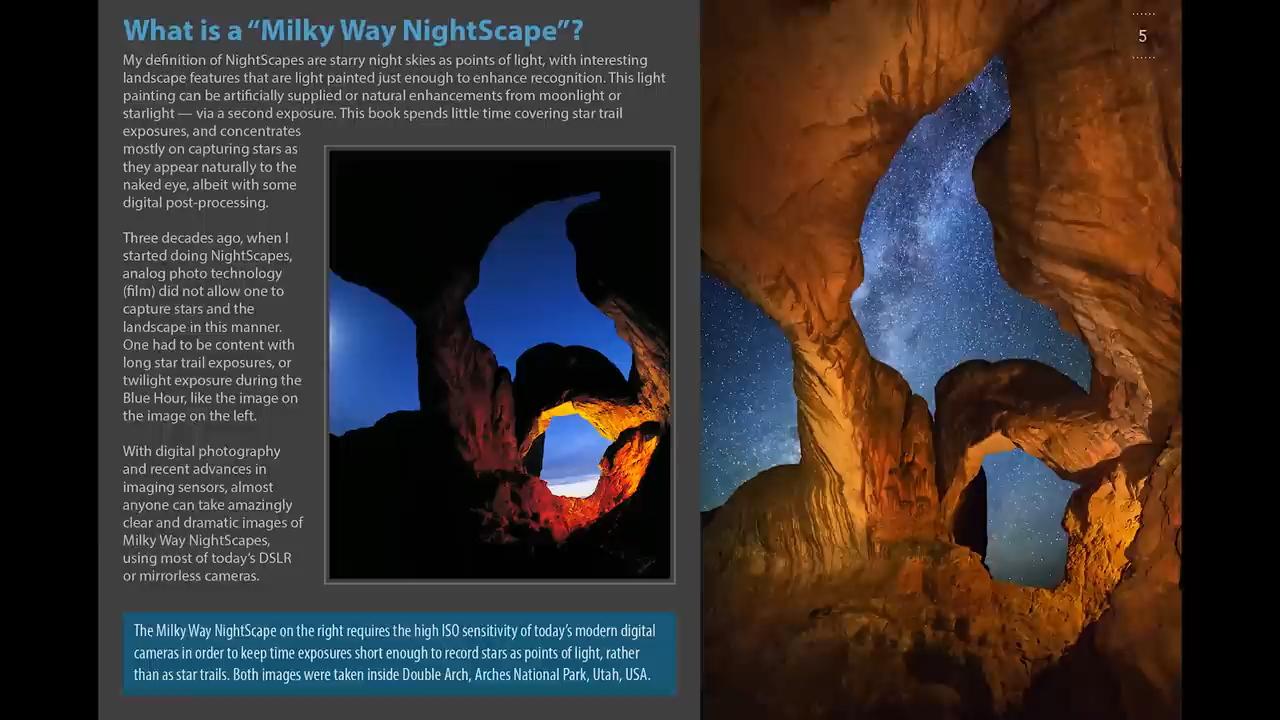 What is a “Milky Way NightScape”?
My definition of NightScapes are starry night skies as points of light, with interesting
landscape features that are light painted just enough to enhance recognition. This light
painting can be artificially supplied or natural enhancements from moonlight or
starlight — via a second exposure. This book spends little time covering star trail
exposures, and concentrates
mostly on capturing stars as
they appear naturally to the
naked eye, albeit with some
digital post-processing.
Three decades ago, when I
started doing NightScapes,
analog photo technology
(film) did not allow one to
capture stars and the
landscape in this manner.
One had to be content with
long star trail exposures, or
twilight exposure during the
Blue Hour, like the image on
the image on the left.
With digital photography
and recent advances in
imaging sensors, almost
anyone can take amazingly
clear and dramatic images of
Milky Way NightScapes,
using most of today’s DSLR
or mirrorless cameras.
The Milky Way NightScape on the right requires the high ISO sensitivity of today’s modern digital
cameras in order to keep time exposures short enough to record stars as points of light, rather
than as star trails. Both images were taken inside Double Arch, Arches National Park, Utah, USA.
5